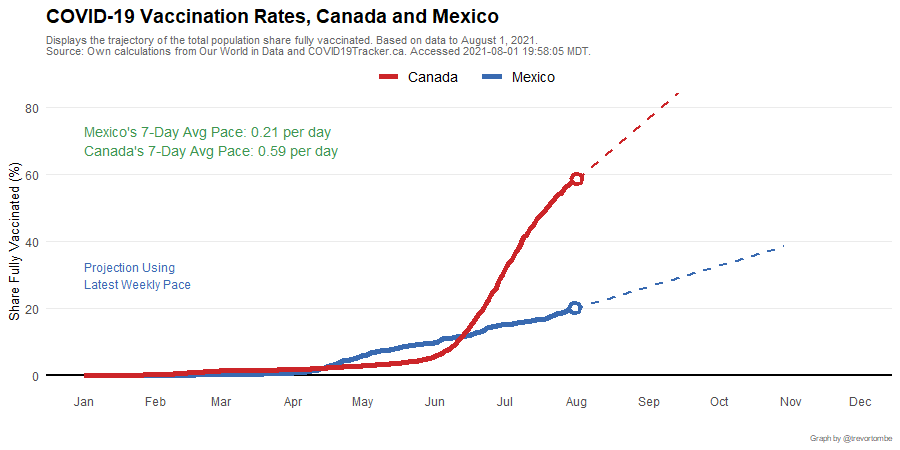 COVID-19 Vaccination Rates, Canada and Mexico
Displays the trajectory of the total population share fully vaccinated. Based on data to August 1, 2021.
Source: Own calculations from Our World in Data and COVID19Tracker.ca. Accessed 2021-08-01 19:58:05 MDT.
Canada Mexico
80
Mexico's 7-Day Avg Pace: 0.21 per day
Canada's 7-Day Avg Pace: 0.59 per day
60
Share Fully Vaccinated (%)
40
Projection Using
Latest Weekly Pace
20
0
Jan Feb Mar Apr May Jun Jul Aug Sep Oct Nov Dec
Graph by @trevortombe